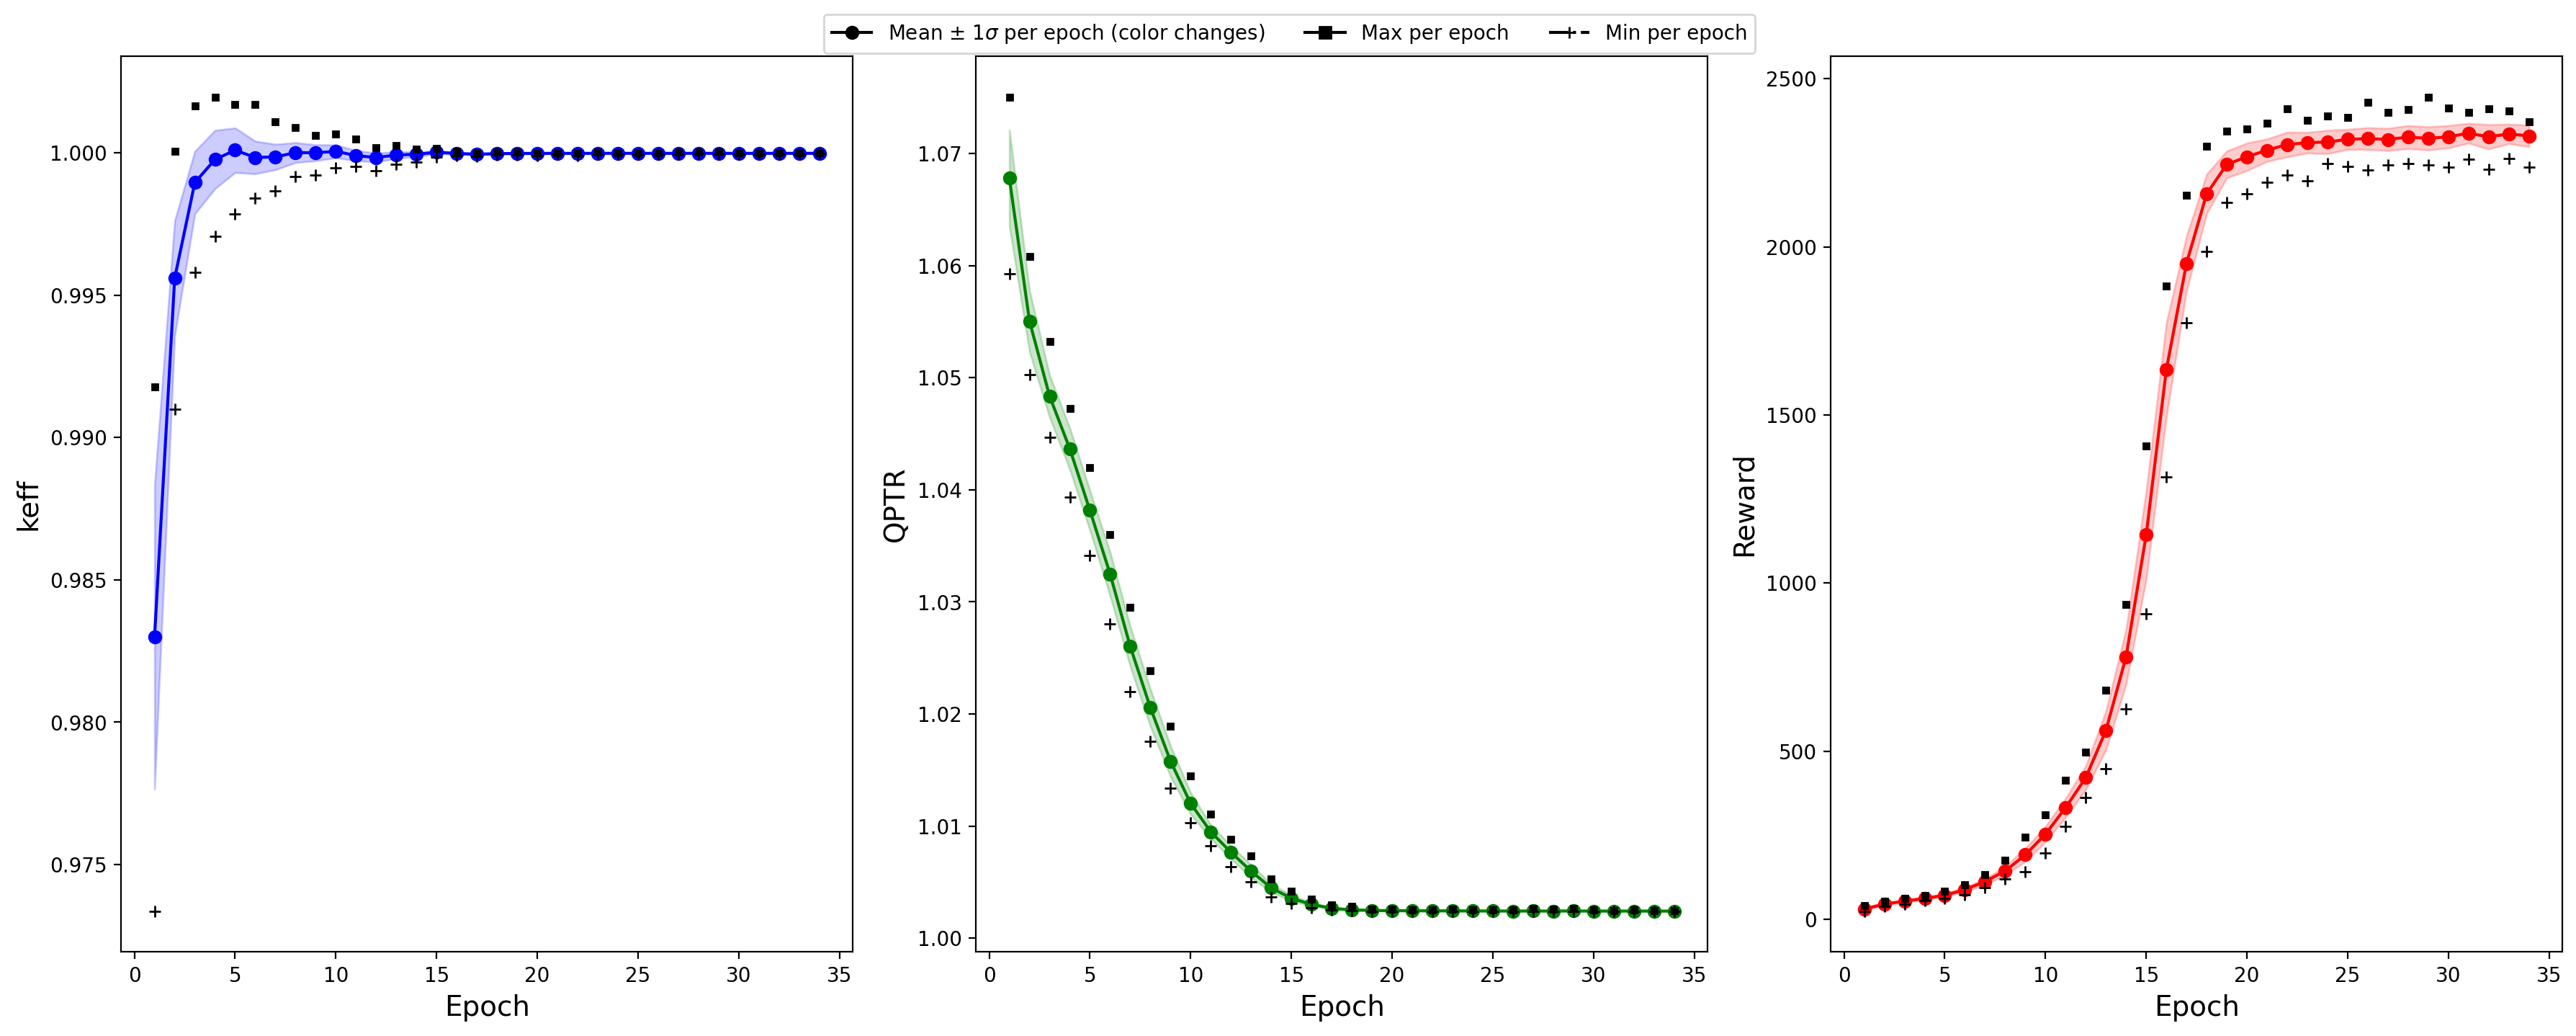 Mean ± 1σ per epoch (color changes) Max per epoch Min per epoch
keff
1.000
0.995
0.990
0.985
0.980
0.975
0 5 10 15 20 25 30 35
Epoch
QPTR
1.07
1.06
1.05
1.04
1.03
1.02
1.01
1.00
0 5 10 15 20 25 30 35
Epoch
Reward
2500
2000
1500
1000
500
0
0 5 10 15 20 25 30 35
Epoch